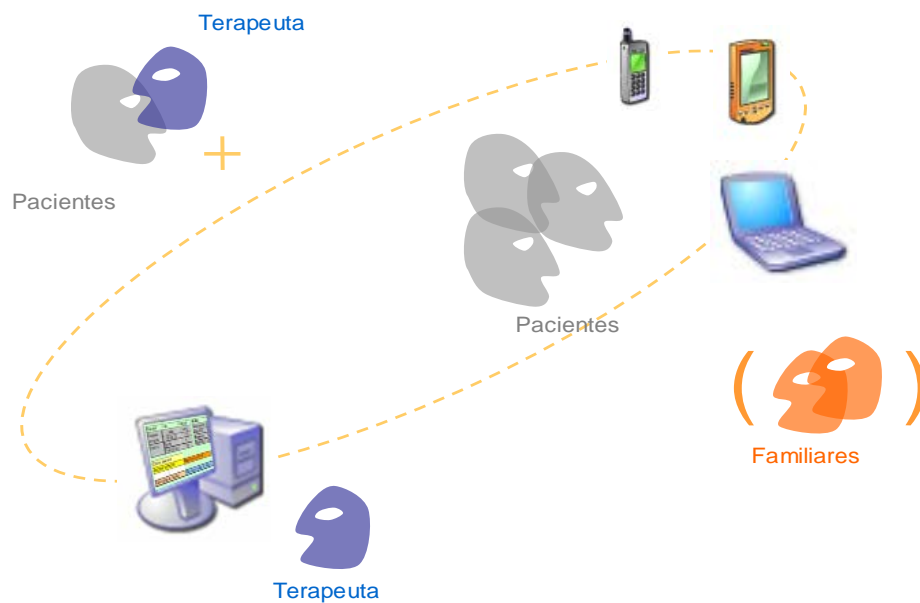 Terapeuta
+
Pacientes
Pacientes
( )
Familiares
Terapeuta